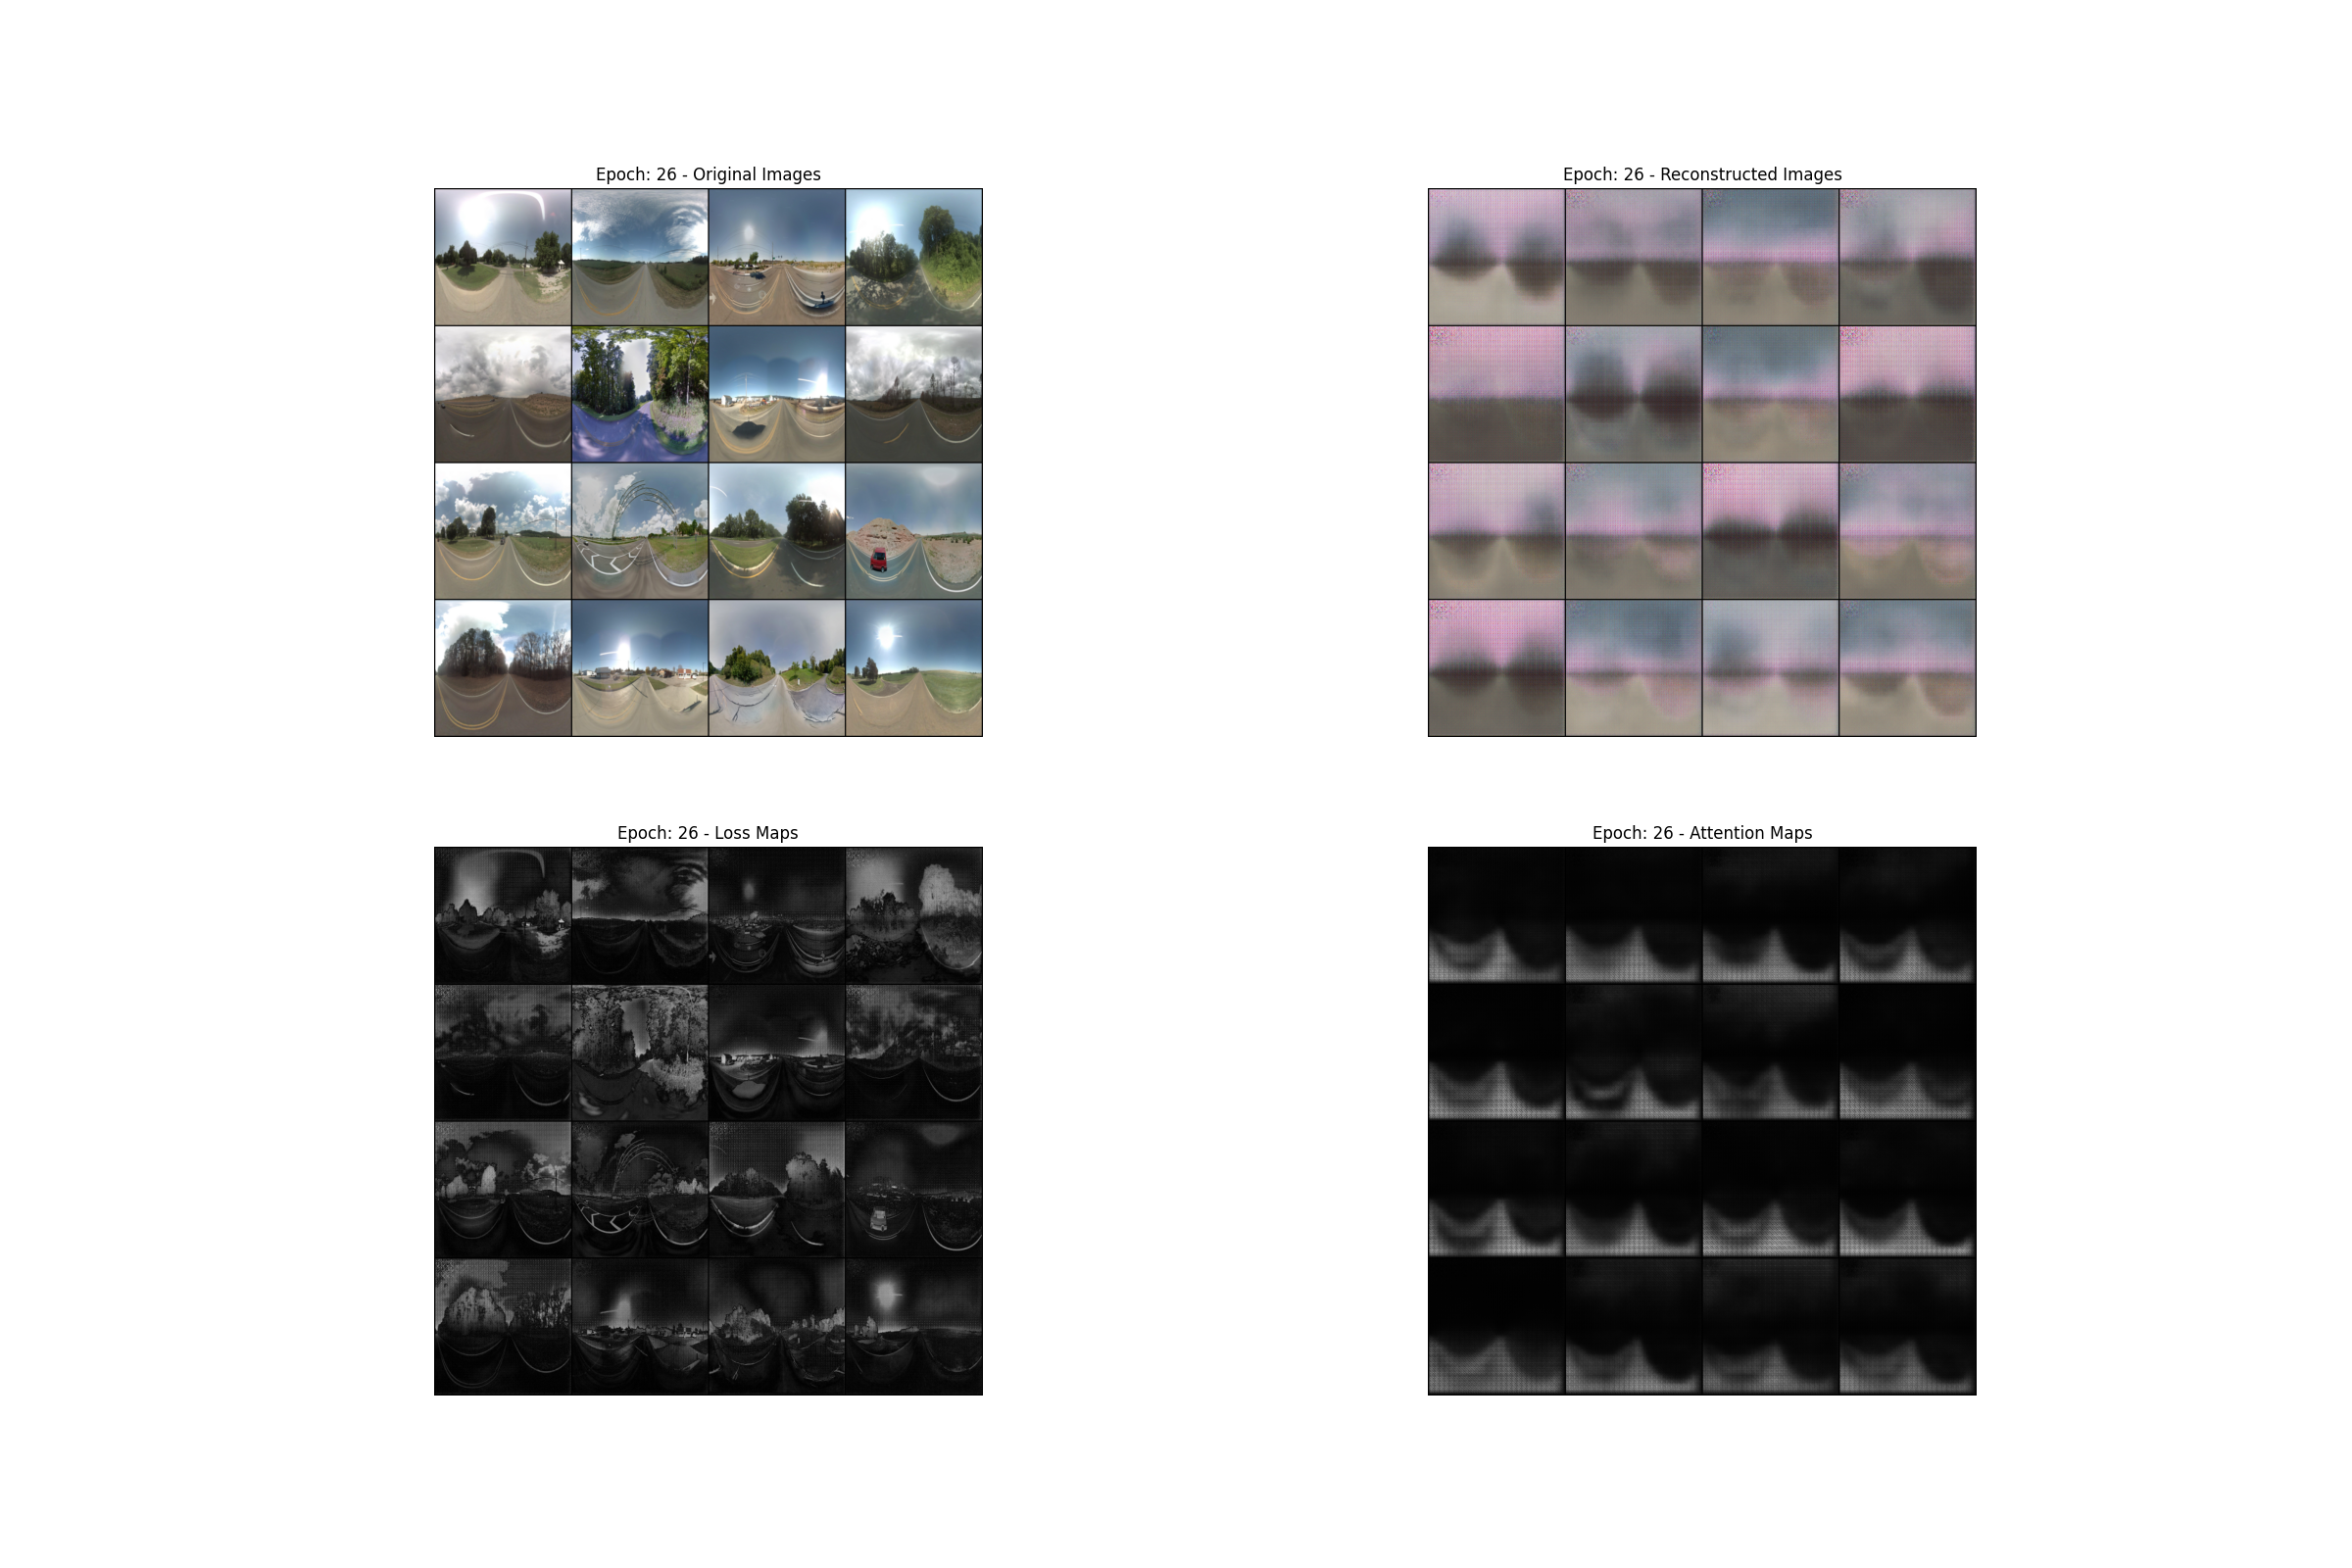 Epoch: 26 - Original Images
Epoch: 26 - Reconstructed Images
Epoch: 26 - Loss Maps
Epoch: 26 - Attention Maps